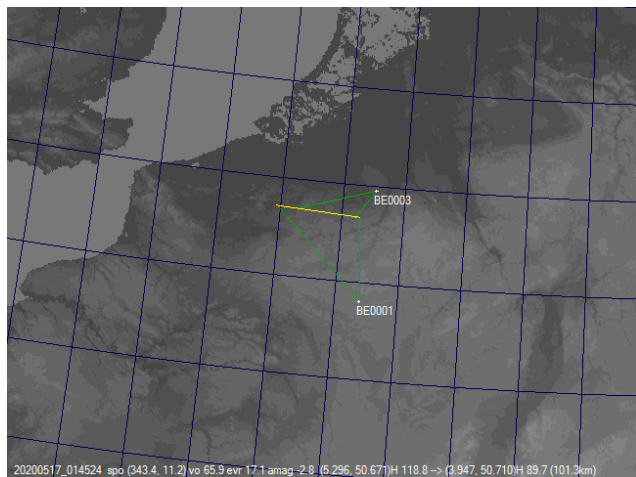 BE0003
BE0001
20200517_014524 spo (343.4, 11.2) vo 65.9 evr 17.1 amag -2.8 (5.296, 50.671)H 118.8 --> (3.947, 50.710)H 89.7 (101.3km)